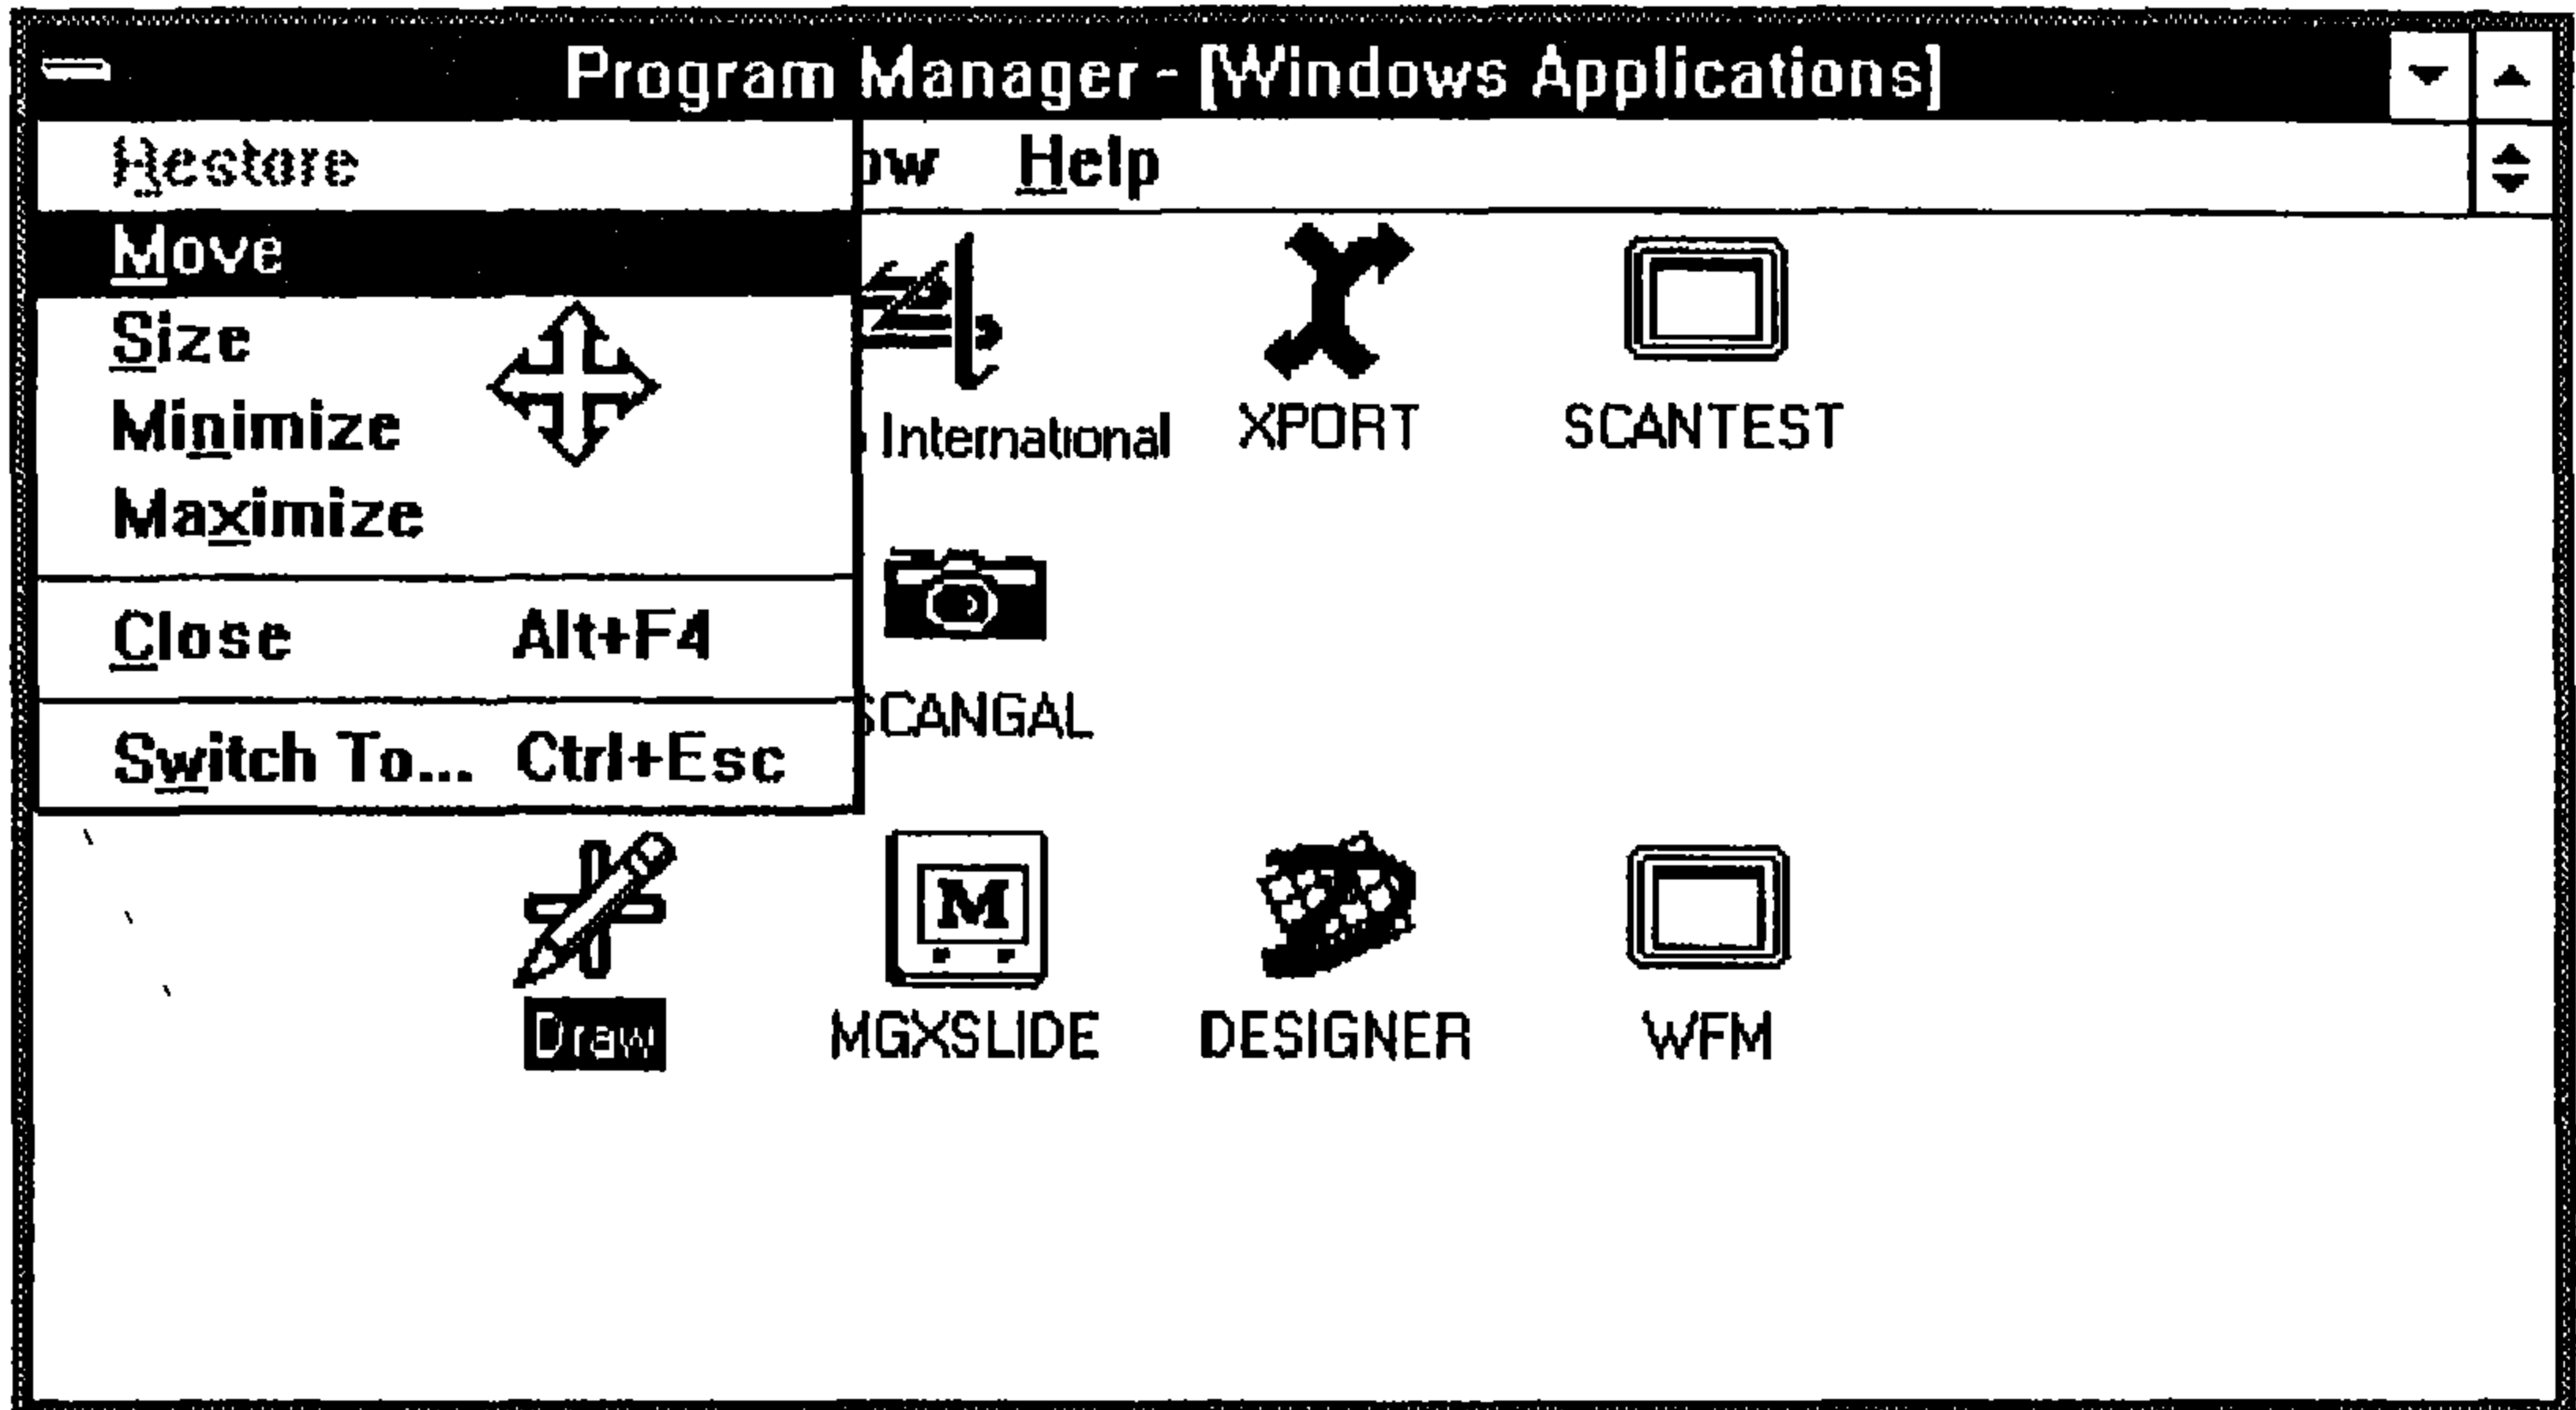 Program Manager - [Windows Applications]
Restore
ow Help
Move
Size
Minimize
Maximize
International
XPORT
SCANTEST
Close Alt+F4
SCANGAL
Switch To... Ctrl+Esc
M
Draw
MGXSLIDE
DESIGNER
WFM